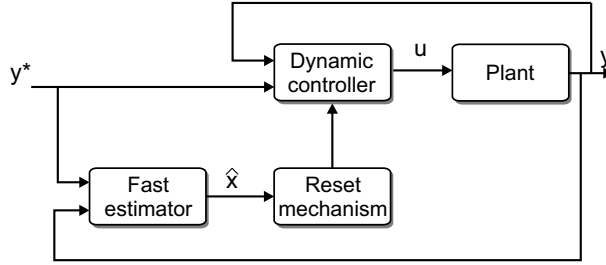 y*
Dynamic
controller
u
Plant
y
Fast
estimator
x̂
Reset
mechanism